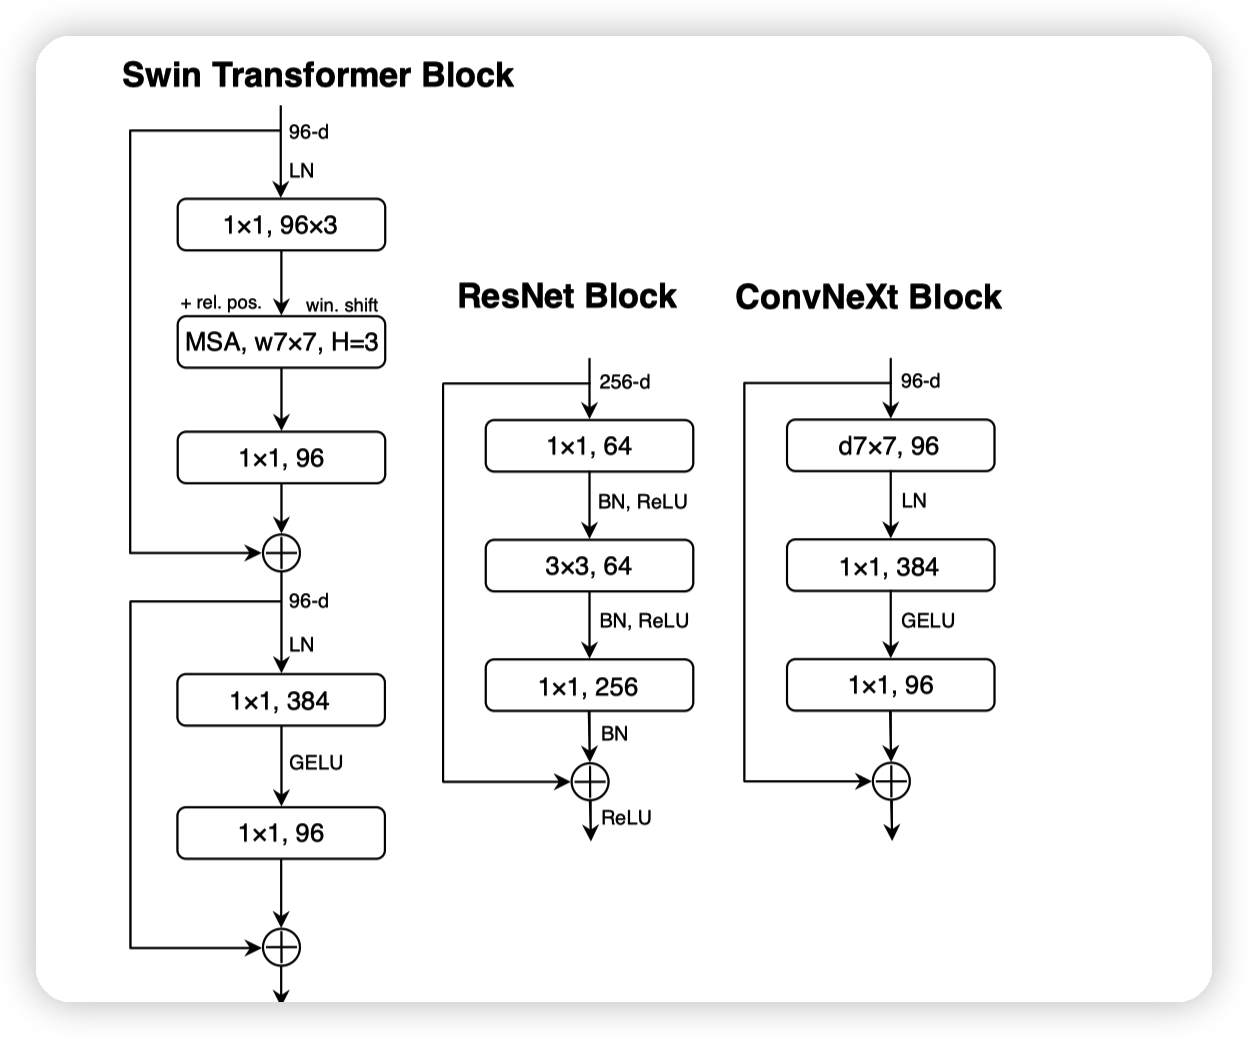 Swin Transformer Block
96-d
LN
1×1, 96×3
+ rel. pos.
win. shift
MSA, w7×7, H=3
1×1, 96
96-d
LN
1×1, 384
GELU
1×1, 96
ResNet Block
256-d
1×1, 64
BN, ReLU
3×3, 64
BN, ReLU
1×1, 256
BN
ReLU
ConvNeXt Block
96-d
d7×7, 96
LN
1×1, 384
GELU
1×1, 96